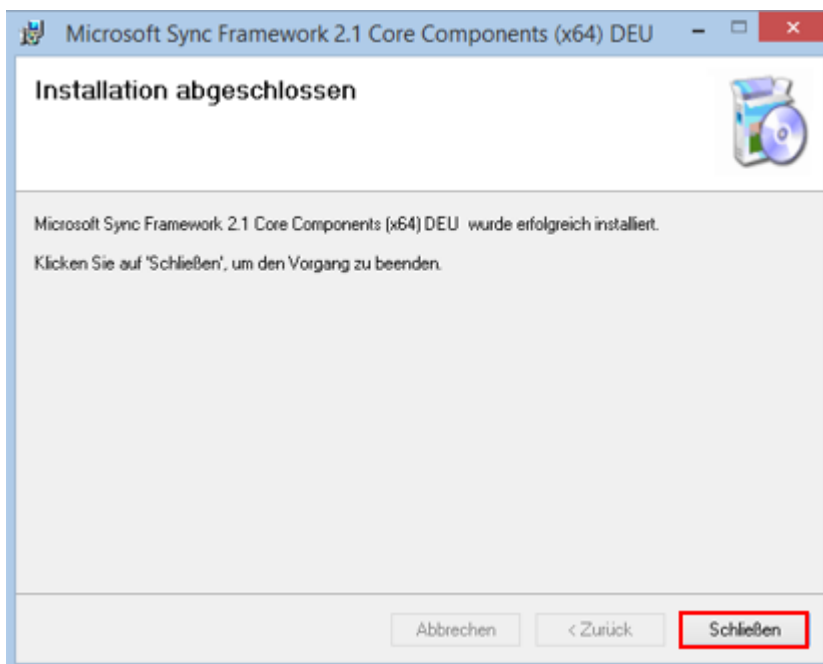 Microsoft Sync Framework 2.1 Core Components (x64) DEU
Installation abgeschlossen
Microsoft Sync Framework 2.1 Core Components (x64) DEU wurde erfolgreich installiert.
Klicken Sie auf 'Schließen', um den Vorgang zu beenden.
Abbrechen
< Zurück
Schließen